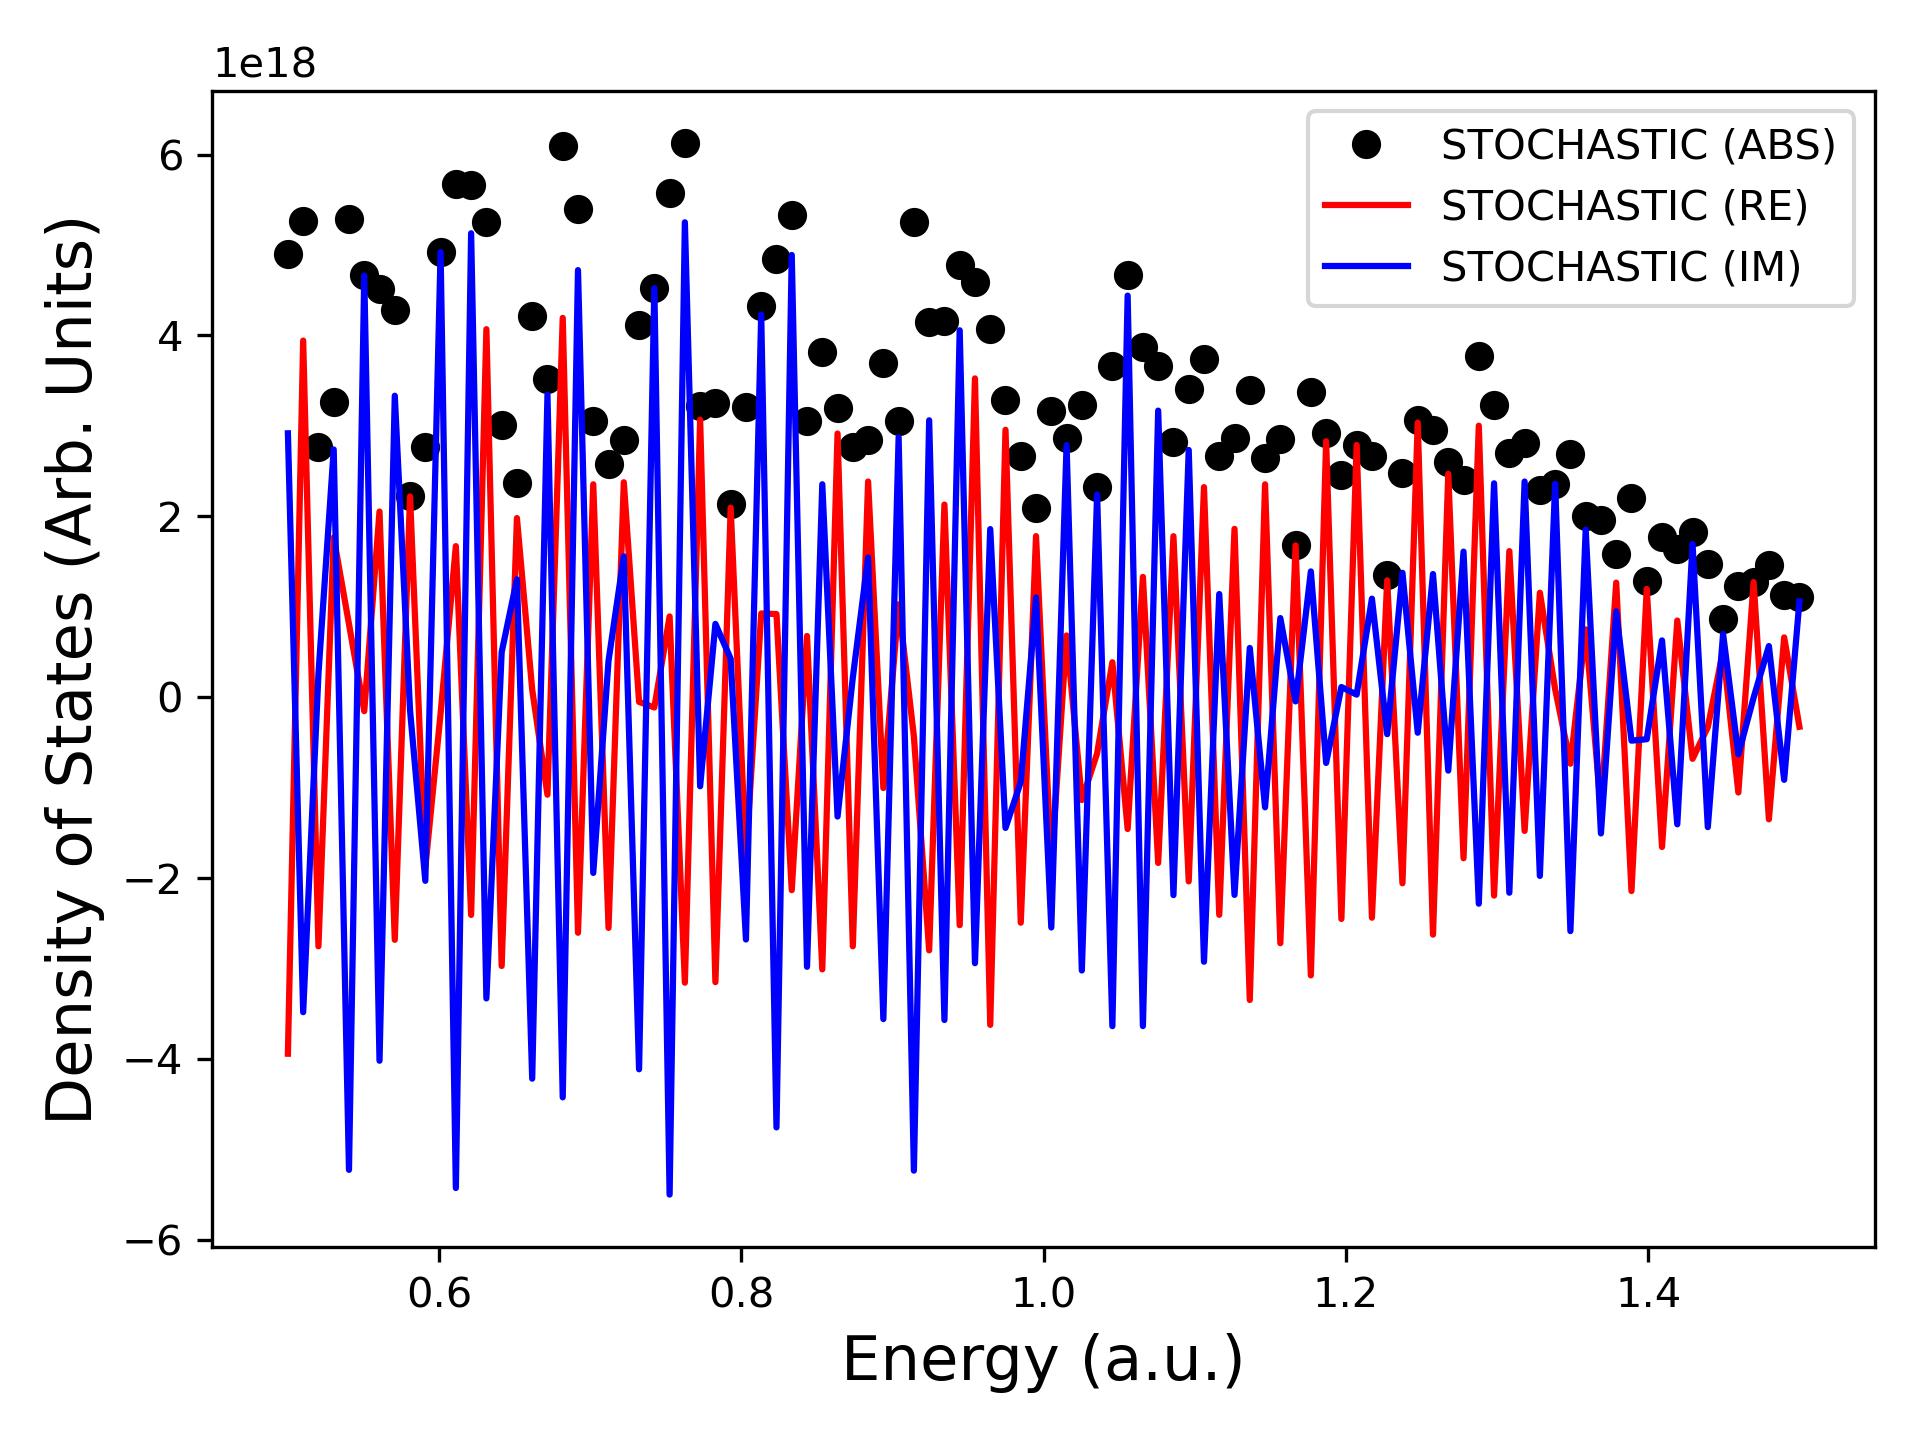 1e18
6
4
2
0
−2
−4
−6
Density of States (Arb. Units)
STOCHASTIC (ABS)
STOCHASTIC (RE)
STOCHASTIC (IM)
0.6 0.8 1.0 1.2 1.4
Energy (a.u.)